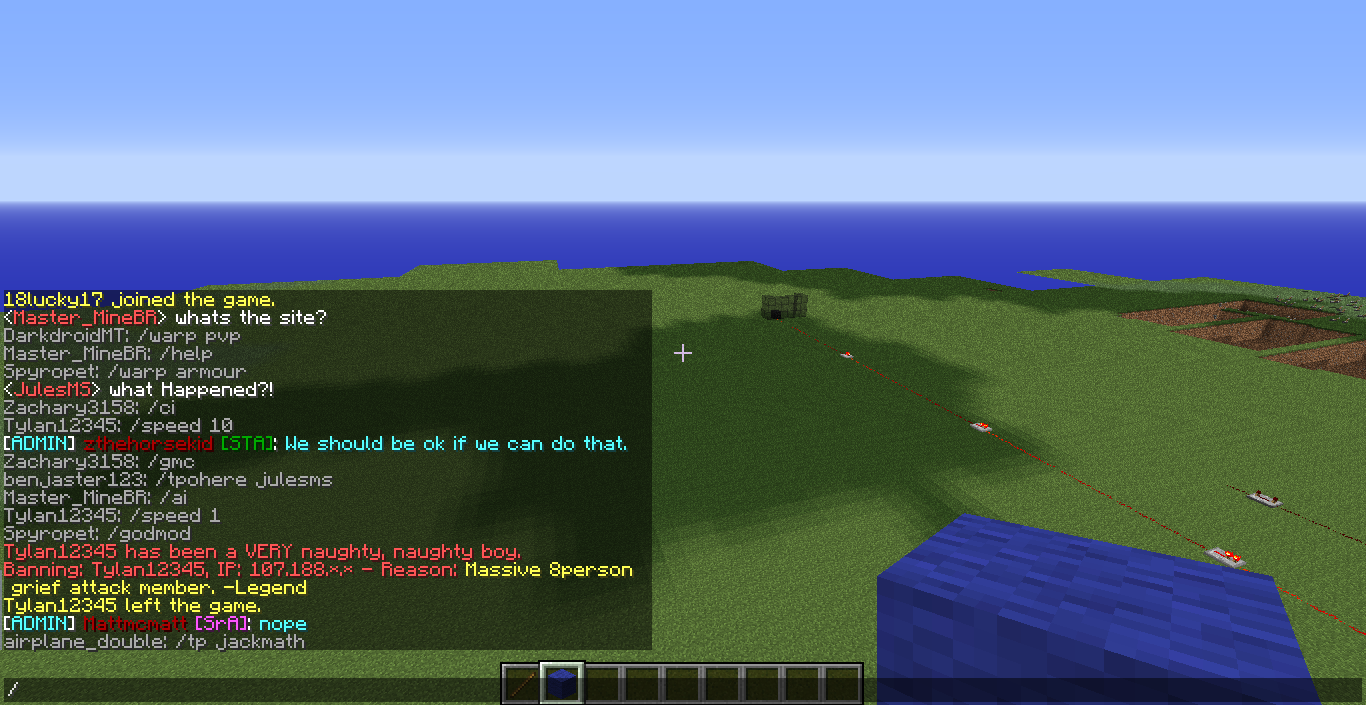 18lucky17 joined the game.
<Master_MineBR> whats the site?
DarkdroidMT: /warp pvp
Master_MineBR: /help
Spyropet: /warp armour
<JulesMS> what Happened?!
Zachary3158: /ci
Tylan12345: /speed 10
[ADMIN] zthehorsekid [STA]: We should be ok if we can do that.
Zachary3158: /gmc
benjaster123: /tpohere julesms
Master_MineBR: /ai
Tylan12345: /speed 1
Spyropet: /godmod
Tylan12345 has been a VERY naughty, naughty boy.
Banning: Tylan12345, IP: 107.188.×.× - Reason: Massive 8person
grief attack member. -Legend
Tylan12345 left the game.
[ADMIN] Mattmcmatt [SrA]: nope
airplane_double: /tp jackmath
/